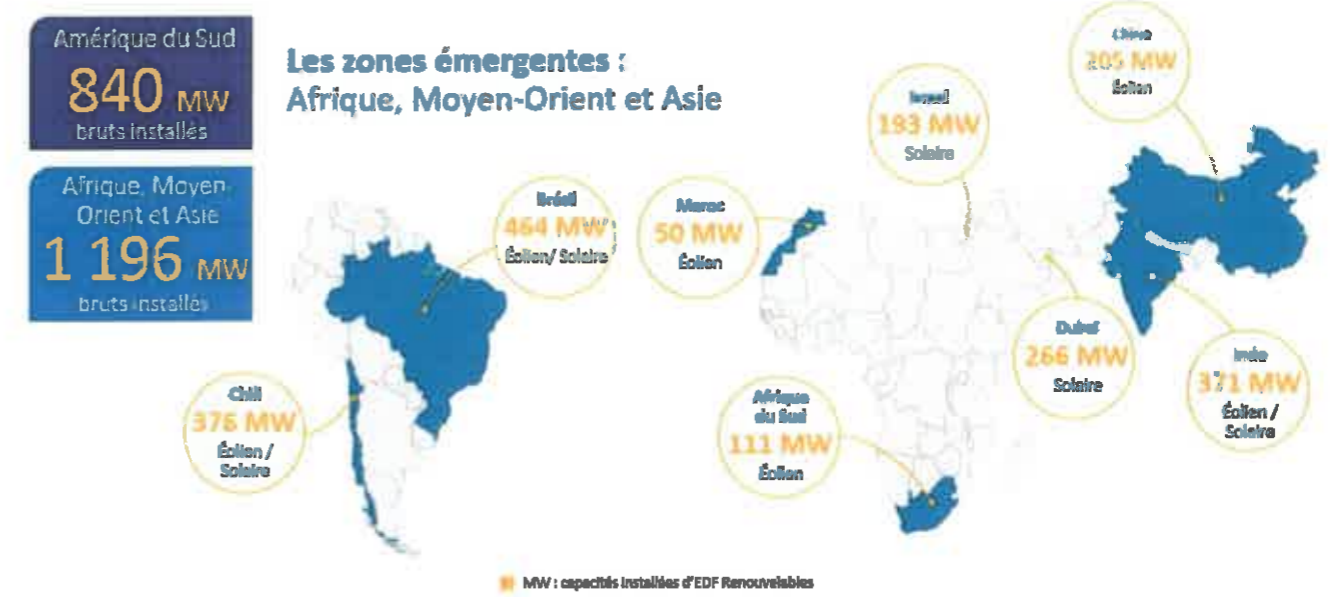 Amérique du Sud
840 MW
bruts installés
Afrique, Moyen-
Orient et Asie
1 196 MW
bruts installés
Les zones émergentes :
Afrique, Moyen-Orient et Asie
Chine
205 MW
Éolien
Israël
193 MW
Solaire
Brésil
464 MW
Éolien/ Solaire
Maroc
50 MW
Éolien
Dubaï
266 MW
Solaire
Inde
371 MW
Éolien /
Solaire
Chili
376 MW
Éolien /
Solaire
Afrique
du Sud
111 MW
Éolien
MW : capacités installées d'EDF Renouvelables